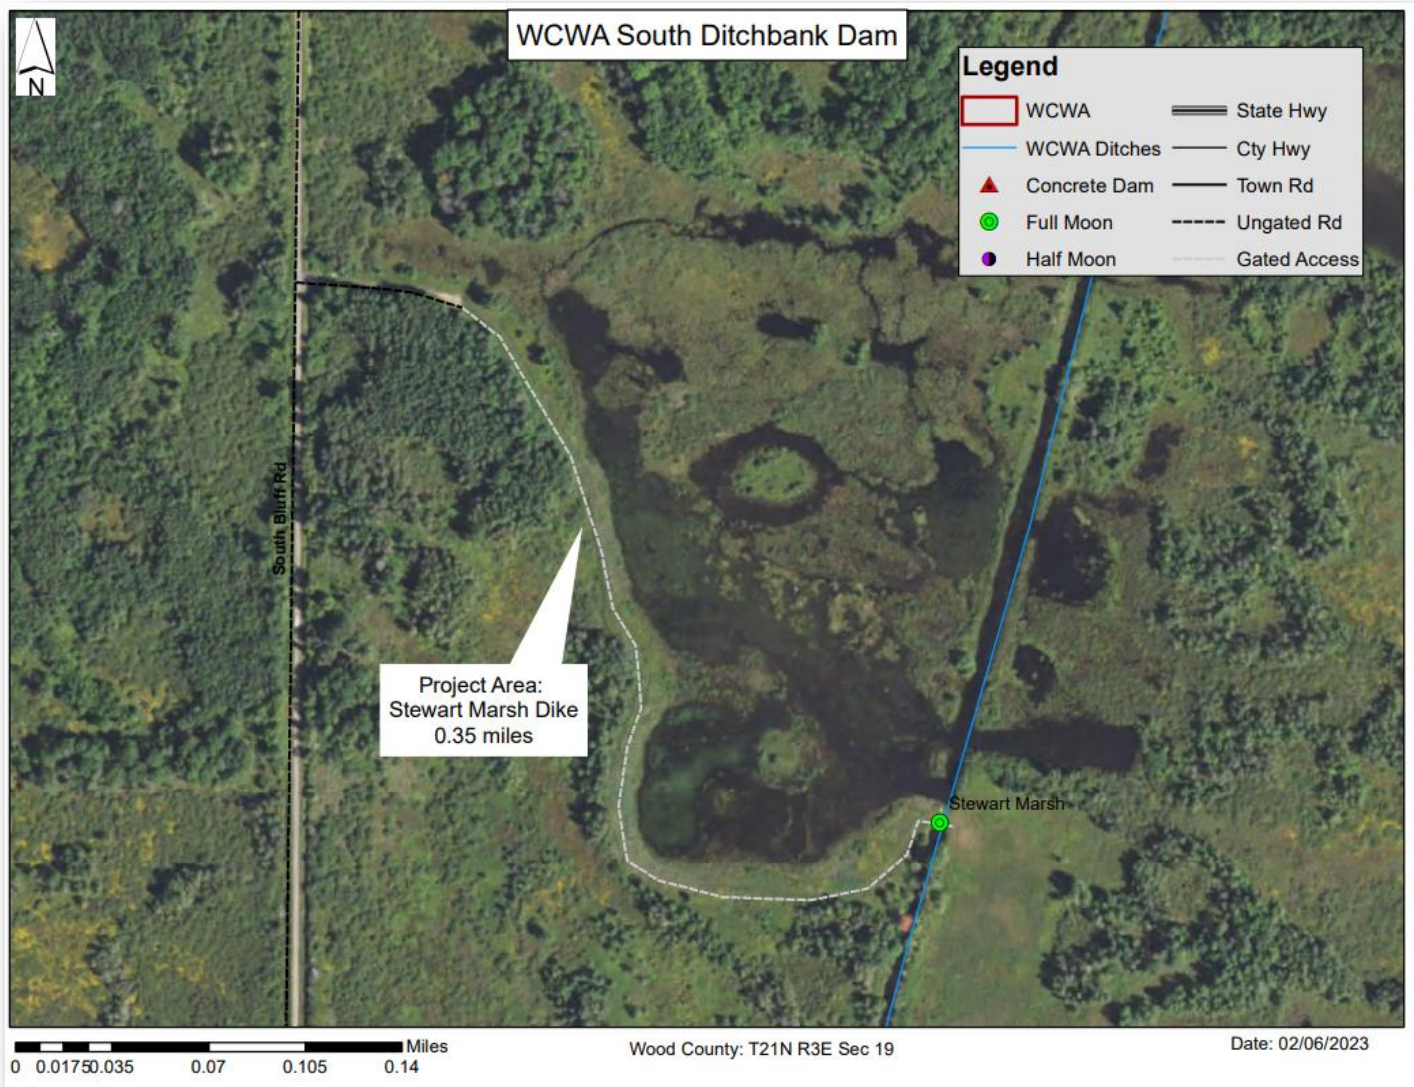 WCWA South Ditchbank Dam
N
Legend
WCWA
WCWA Ditches
Concrete Dam
Full Moon
Half Moon
State Hwy
Cty Hwy
Town Rd
Ungated Rd
Gated Access
South Bluff Rd
Project Area:
Stewart Marsh Dike
0.35 miles
Stewart Marsh
Miles
0 0.0175 0.035 0.07 0.105 0.14
Wood County: T21N R3E Sec 19
Date: 02/06/2023